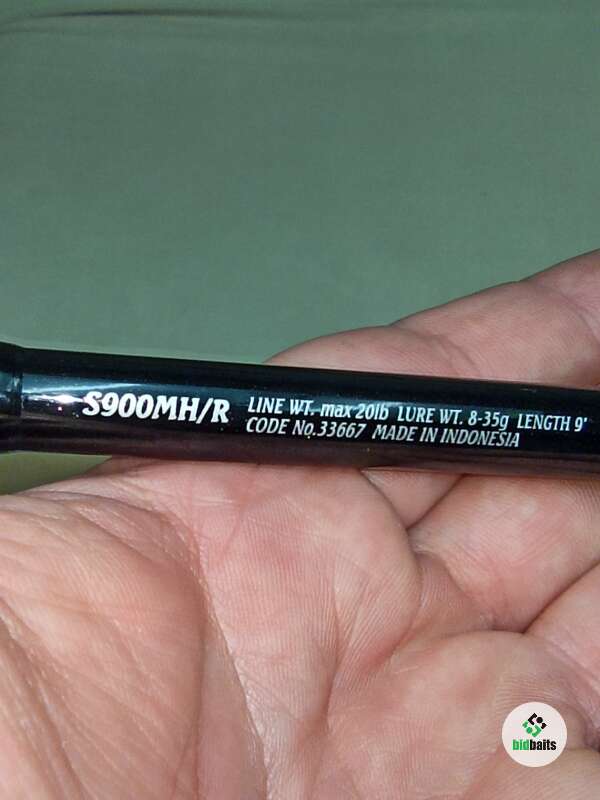 S900MH/R LINE WT. max 20lb LURE WT. 8-35g LENGTH 9'
CODE No.33667 MADE IN INDONESIA
bidbaits